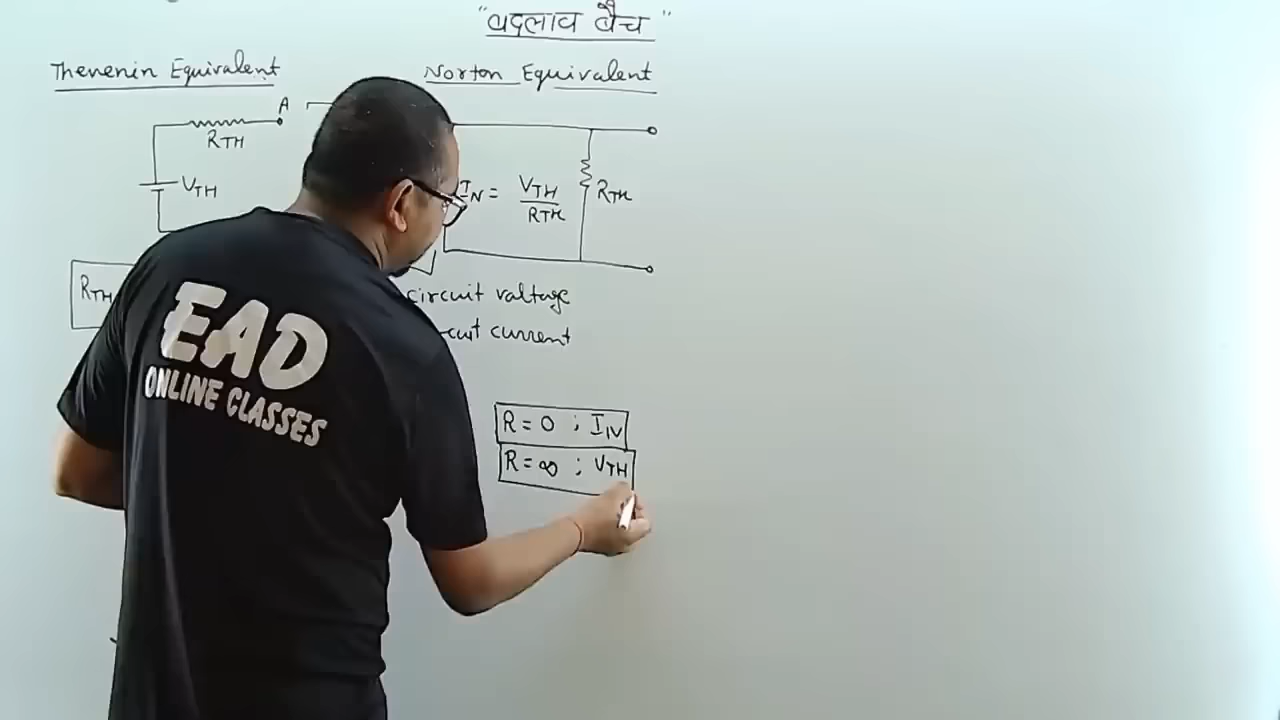 "बदलाव बैच"
Thevenin Equivalent
Norton Equivalent
A
RTH
VTH
IN = VTH
RTH
RTH
RTH
circuit voltage
cuit current
R = 0 ; IN
R = ∞ ; VTH
EAD
ONLINE CLASSES